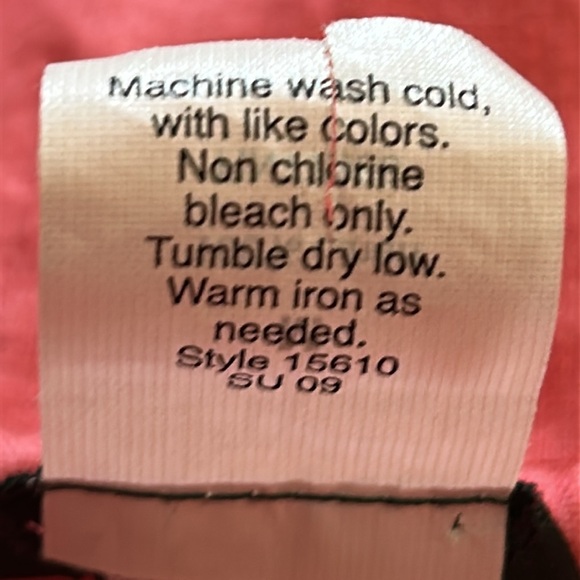 Machine wash cold,
with like colors.
Non chlorine
bleach only.
Tumble dry low.
Warm iron as
needed.
Style 15610
SU 09